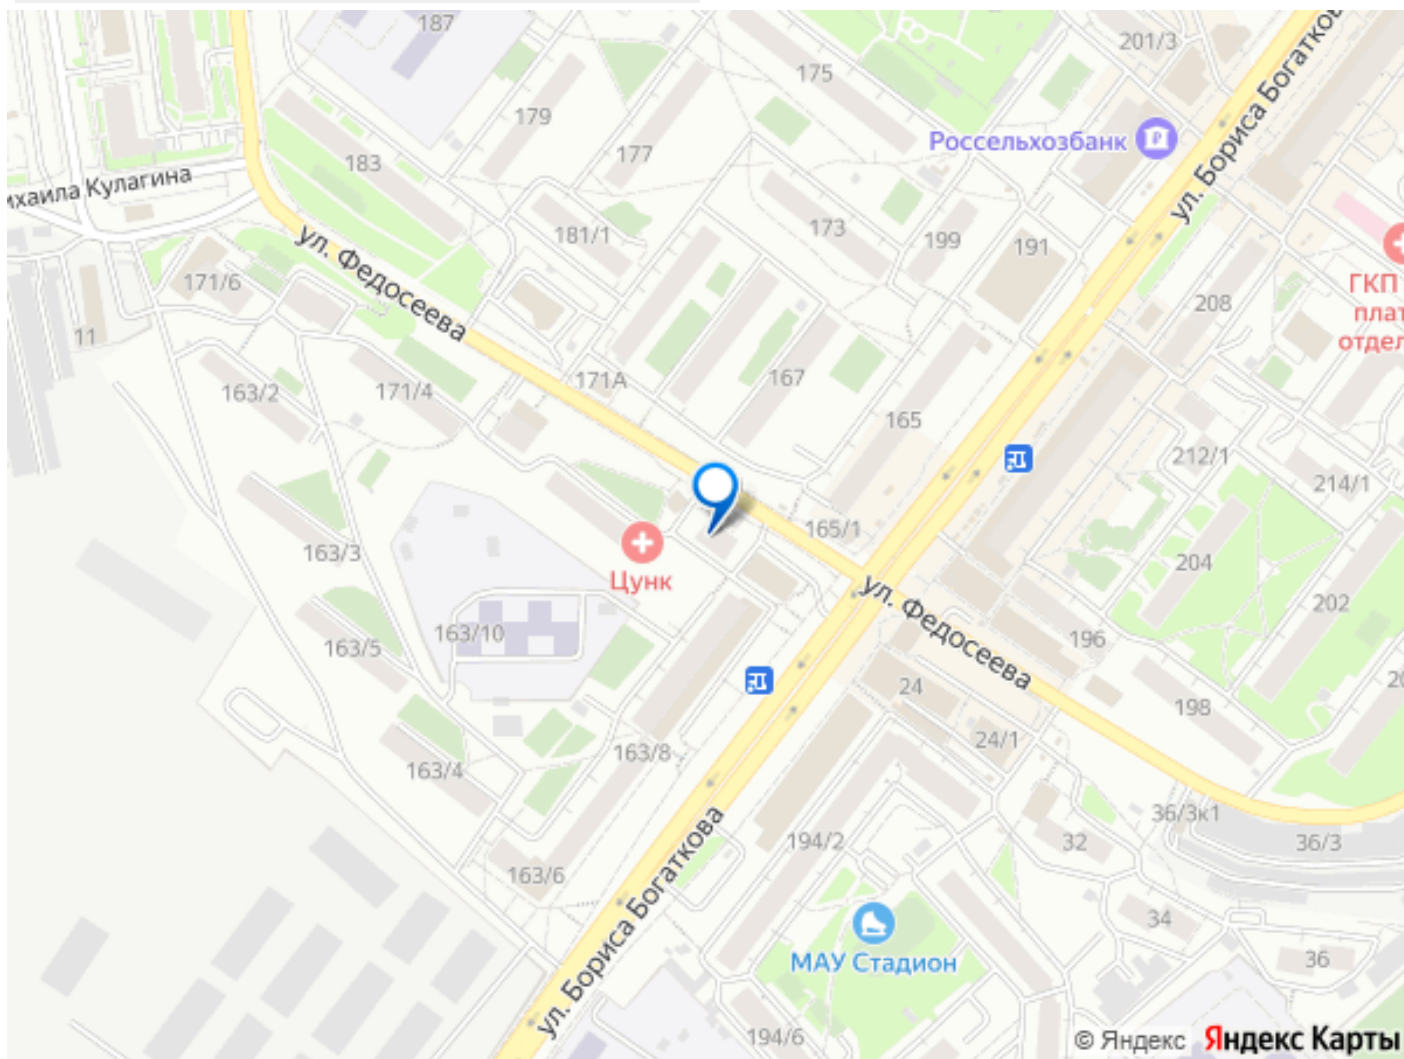 187
201/3
175
179
177
183
Россельхозбанк
ул. Бориса Богатков
ихаила Кулагина
173
181/1
199
191
ул. Федосеева
171/6
208
ГКП
плат
отдел
11
163/2
171/4
171А
167
165
212/1
214/1
165/1
163/3
204
Цунк
ул. Федосеева
202
163/5
163/10
196
20
24
198
24/1
163/8
163/4
36/3к1
36/3
32
194/2
ул. Бориса Богаткова
163/6
34
МАУ Стадион
36
194/6
© Яндекс
Яндекс Карты